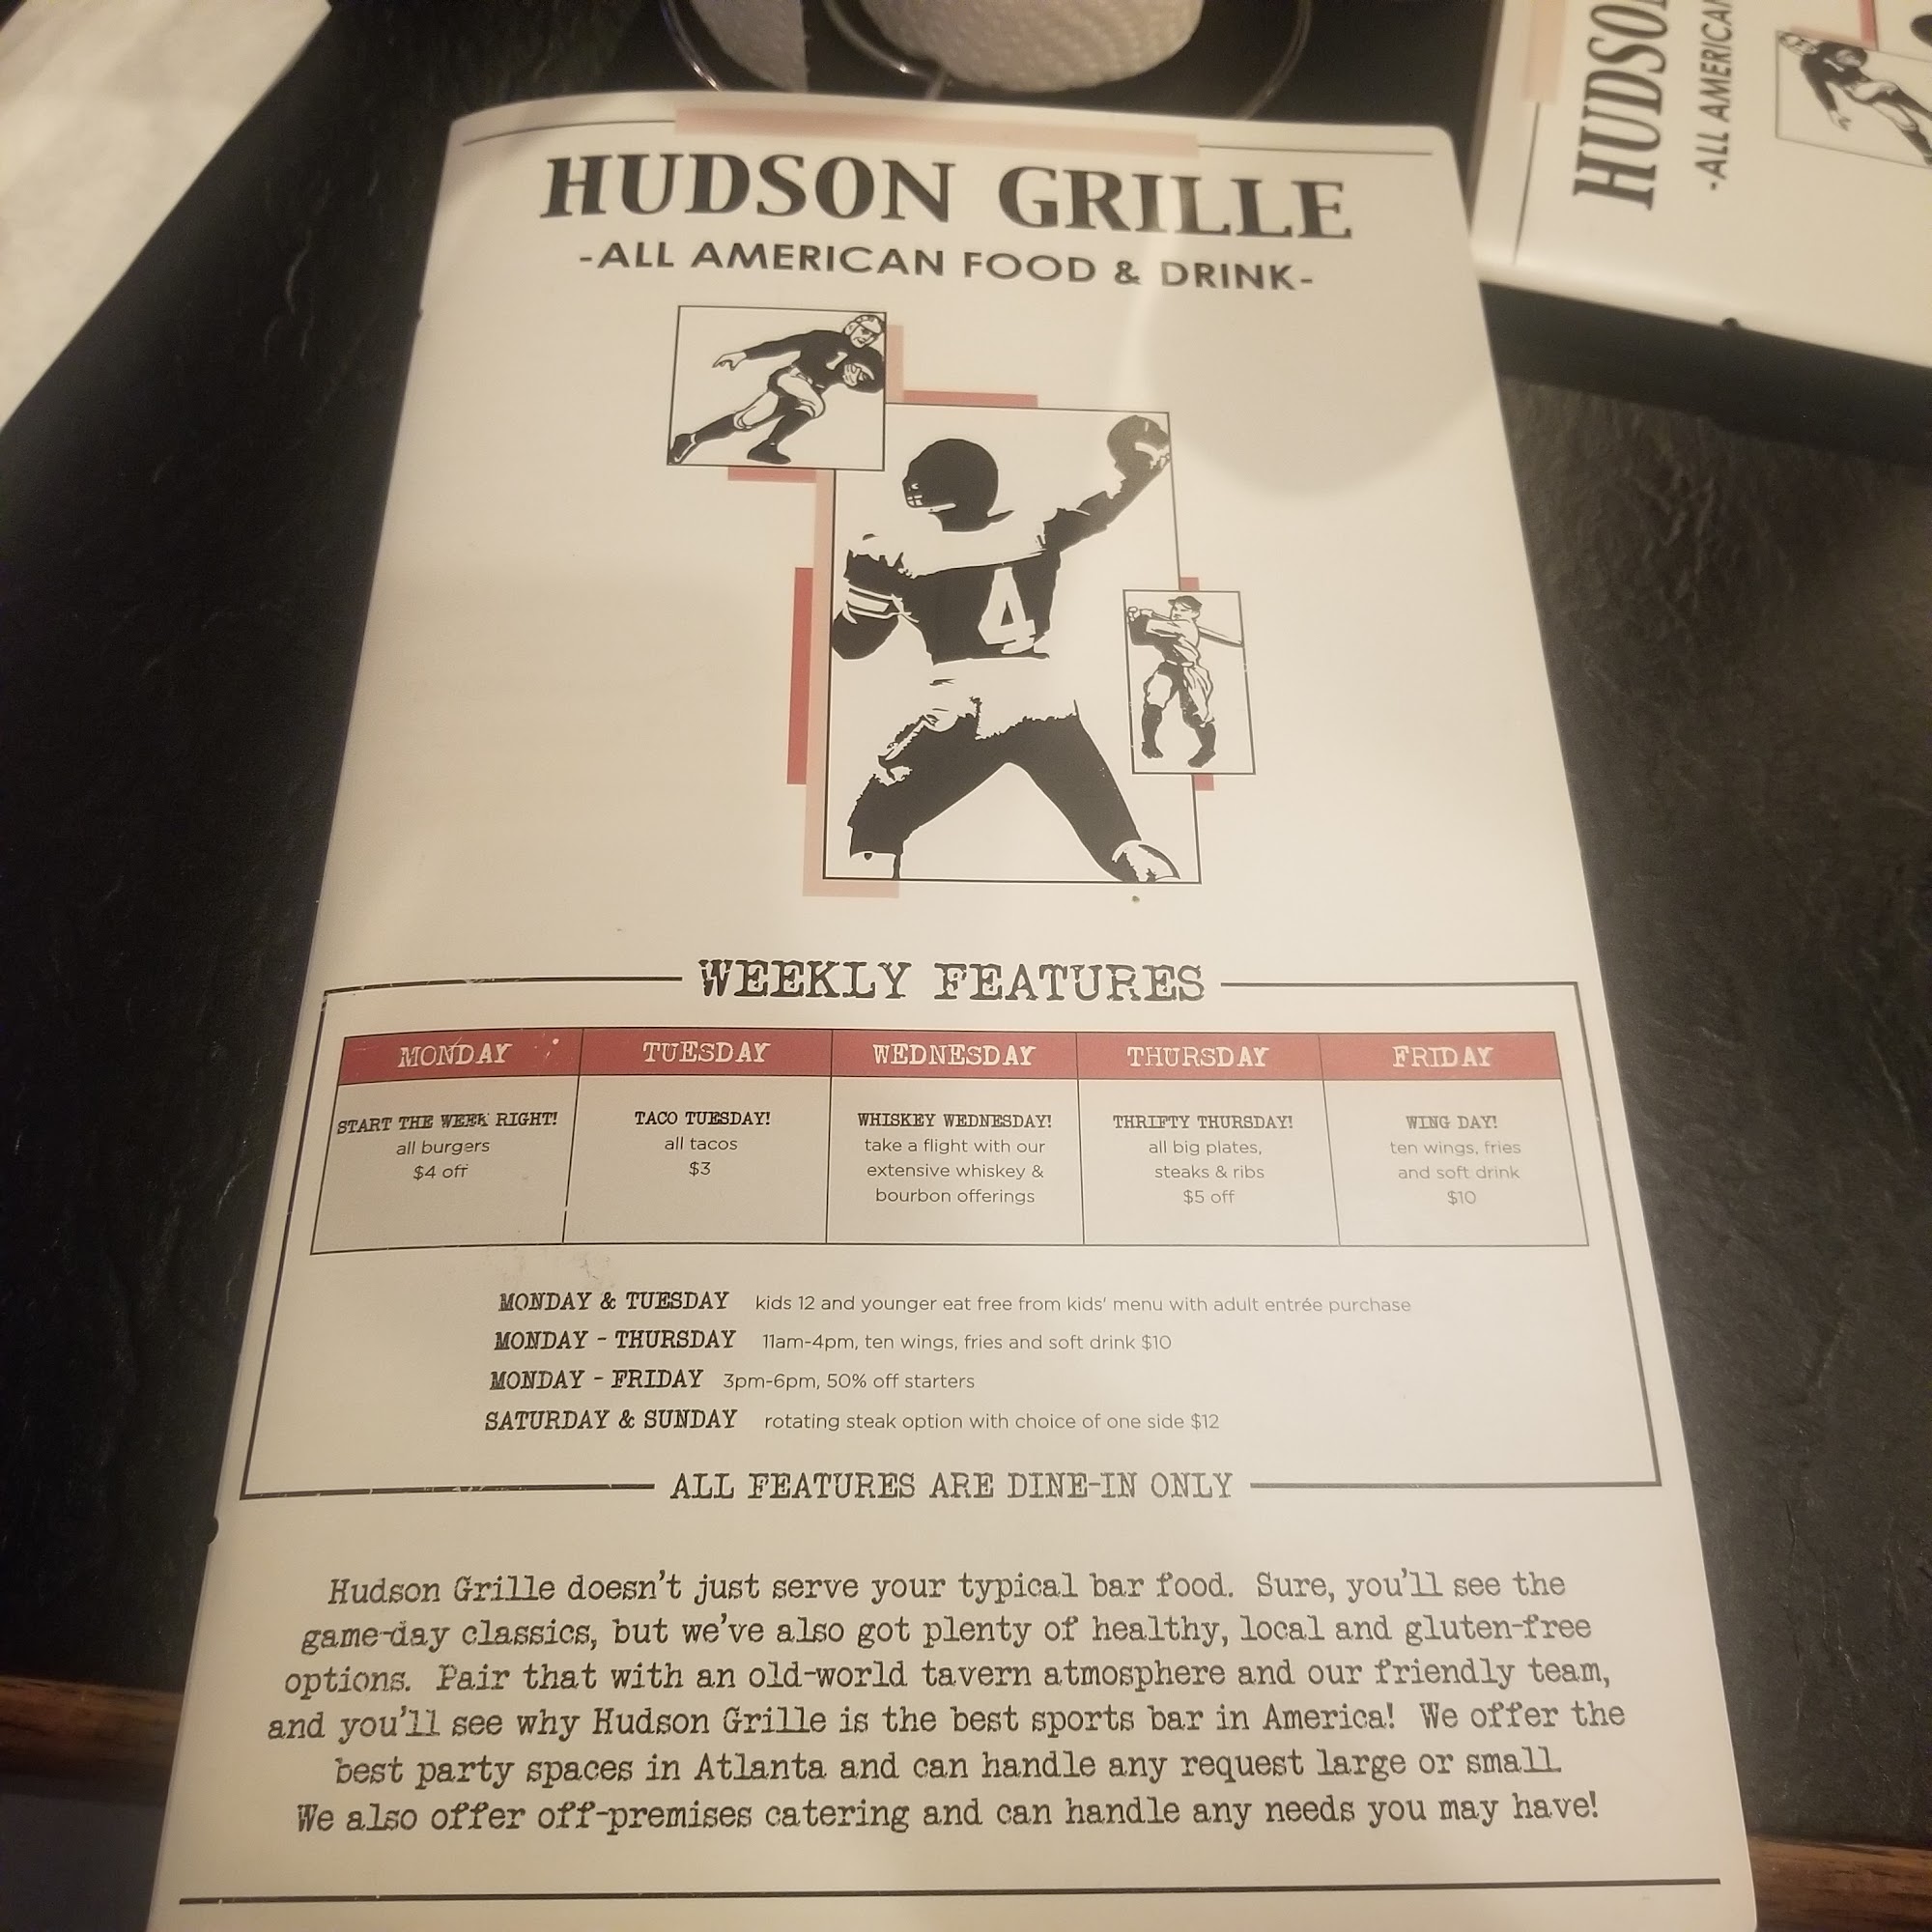 HUDSON GRILLE
-ALL AMERICAN FOOD & DRINK-
1
4
WEEKLY FEATURES
MONDAY
START THE WEEK RIGHT!
all burgers
$4 off
TUESDAY
TACO TUESDAY!
all tacos
$3
WEDNESDAY
WHISKEY WEDNESDAY!
take a flight with our
extensive whiskey &
bourbon offerings
THURSDAY
THRIFTY THURSDAY!
all big plates,
steaks & ribs
$5 off
FRIDAY
WING DAY!
ten wings, fries
and soft drink
$10
MONDAY & TUESDAY kids 12 and younger eat free from kids' menu with adult entrée purchase
MONDAY - THURSDAY 11am-4pm, ten wings, fries and soft drink $10
MONDAY - FRIDAY 3pm-6pm, 50% off starters
SATURDAY & SUNDAY rotating steak option with choice of one side $12
ALL FEATURES ARE DINE-IN ONLY
Hudson Grille doesn't just serve your typical bar food. Sure, you'll see the
game-day classics, but we've also got plenty of healthy, local and gluten-free
options. Pair that with an old-world tavern atmosphere and our friendly team,
and you'll see why Hudson Grille is the best sports bar in America! We offer the
best party spaces in Atlanta and can handle any request large or small.
We also offer off-premises catering and can handle any needs you may have!
HUDSO
-ALL AMERICAN